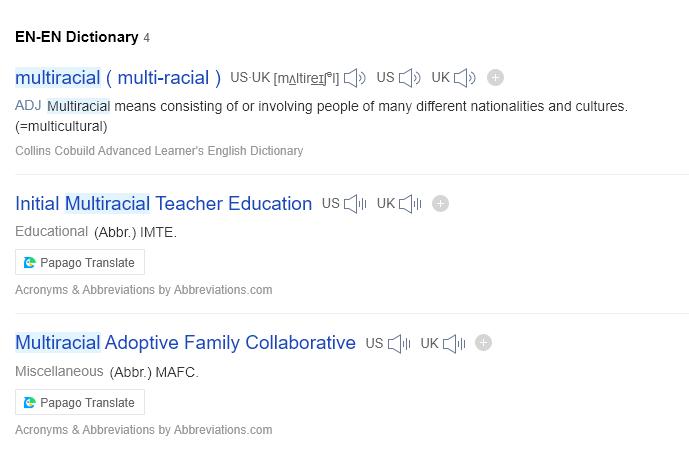 EN-EN Dictionary 4
multiracial ( multi-racial ) US·UK [mʌltireɪʃᵊl] US UK
ADJ Multiracial means consisting of or involving people of many different nationalities and cultures.
(=multicultural)
Collins Cobuild Advanced Learner's English Dictionary
Initial Multiracial Teacher Education US UK
Educational (Abbr.) IMTE.
Papago Translate
Acronyms & Abbreviations by Abbreviations.com
Multiracial Adoptive Family Collaborative US UK
Miscellaneous (Abbr.) MAFC.
Papago Translate
Acronyms & Abbreviations by Abbreviations.com